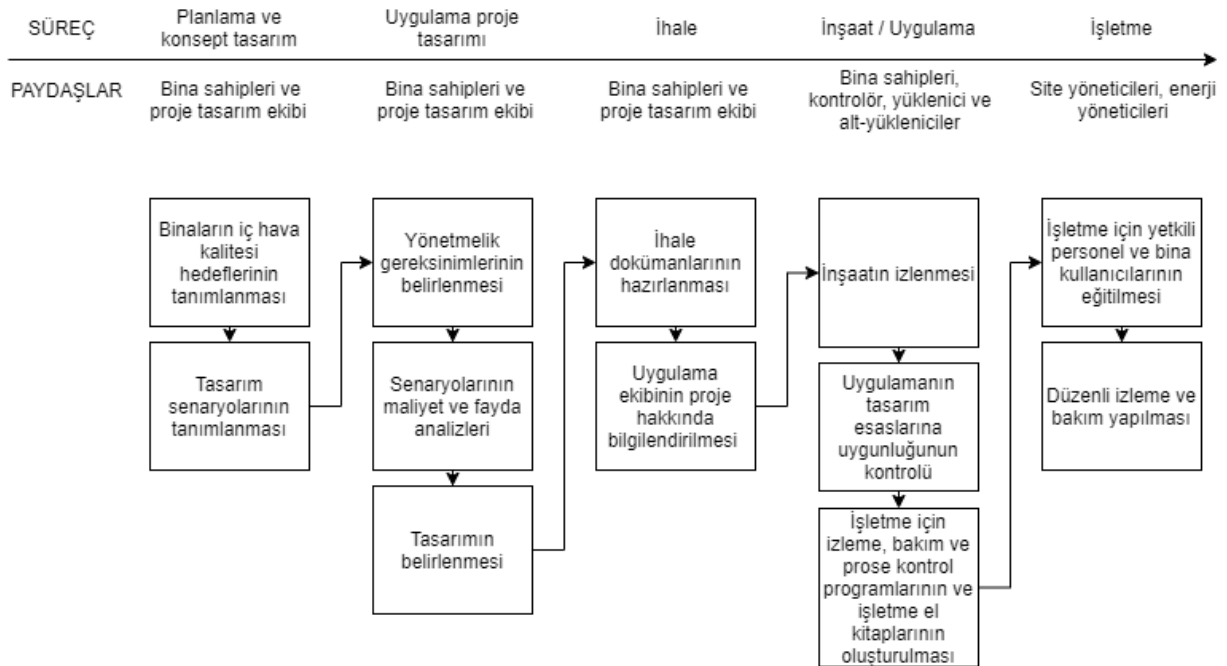 SÜREÇ
Planlama ve
konsept tasarım
Uygulama proje
tasarımı
İhale
İnşaat / Uygulama
İşletme
PAYDAŞLAR
Bina sahipleri ve
proje tasarım ekibi
Bina sahipleri ve
proje tasarım ekibi
Bina sahipleri ve
proje tasarım ekibi
Bina sahipleri,
kontrolör, yüklenici ve
alt-yükleniciler
Site yöneticileri, enerji
yöneticileri
Binaların iç hava
kalitesi
hedeflerinin
tanımlanması
Tasarım
senaryolarının
tanımlanması
Yönetmelik
gereksinimlerinin
belirlenmesi
Senaryolarının
maliyet ve fayda
analizleri
Tasarımın
belirlenmesi
İhale
dokümanlarının
hazırlanması
Uygulama
ekibinin proje
hakkında
bilgilendirilmesi
İnşaatın izlenmesi
Uygulamanın
tasarım
esaslarına
uygunluğunun
kontrolü
İşletme için
izleme, bakım ve
prose kontrol
programlarının ve
işletme el
kitaplarının
oluşturulması
İşletme için yetkili
personel ve bina
kullanıcılarının
eğitilmesi
Düzenli izleme ve
bakım yapılması